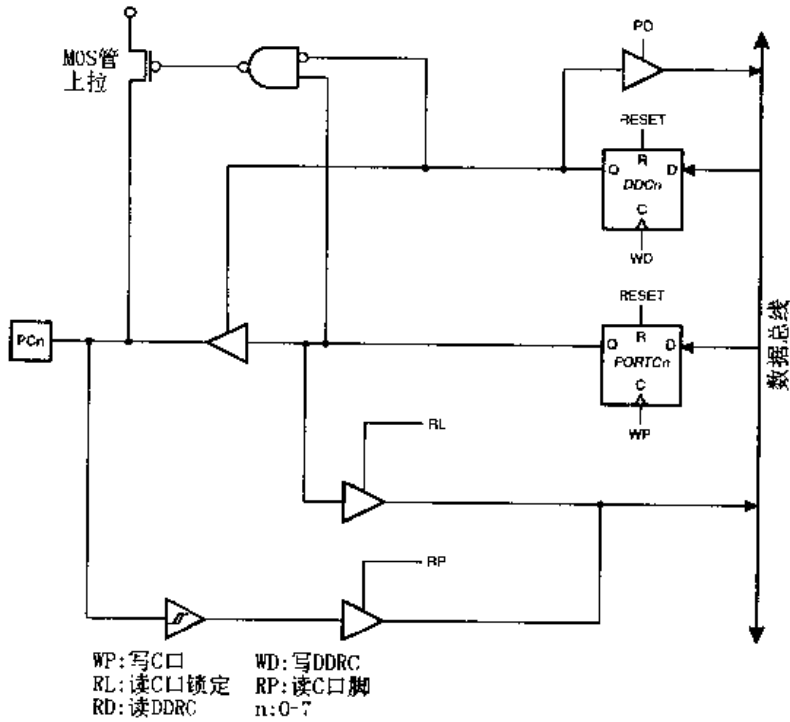 PD
MOS管
上拉
RESET
Q
R
D
DDCn
C
WD
RESET
PCn
Q
R
D
PORTCn
C
WP
数据总线
RL
RP
WP:写C口
WD:写DDRC
RL:读C口锁定
RP:读C口脚
RD:读DDRC
n:0-7